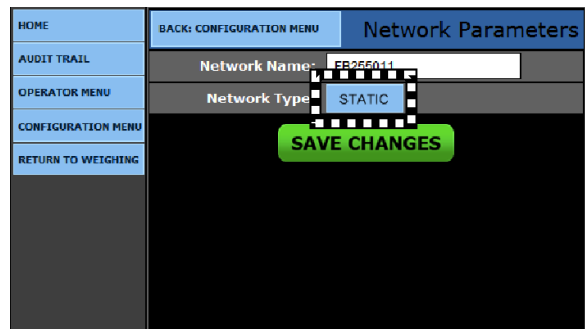 HOME
AUDIT TRAIL
OPERATOR MENU
CONFIGURATION MENU
RETURN TO WEIGHING
BACK: CONFIGURATION MENU
Network Parameters
Network Name: FB255011
Network Type STATIC
SAVE CHANGES